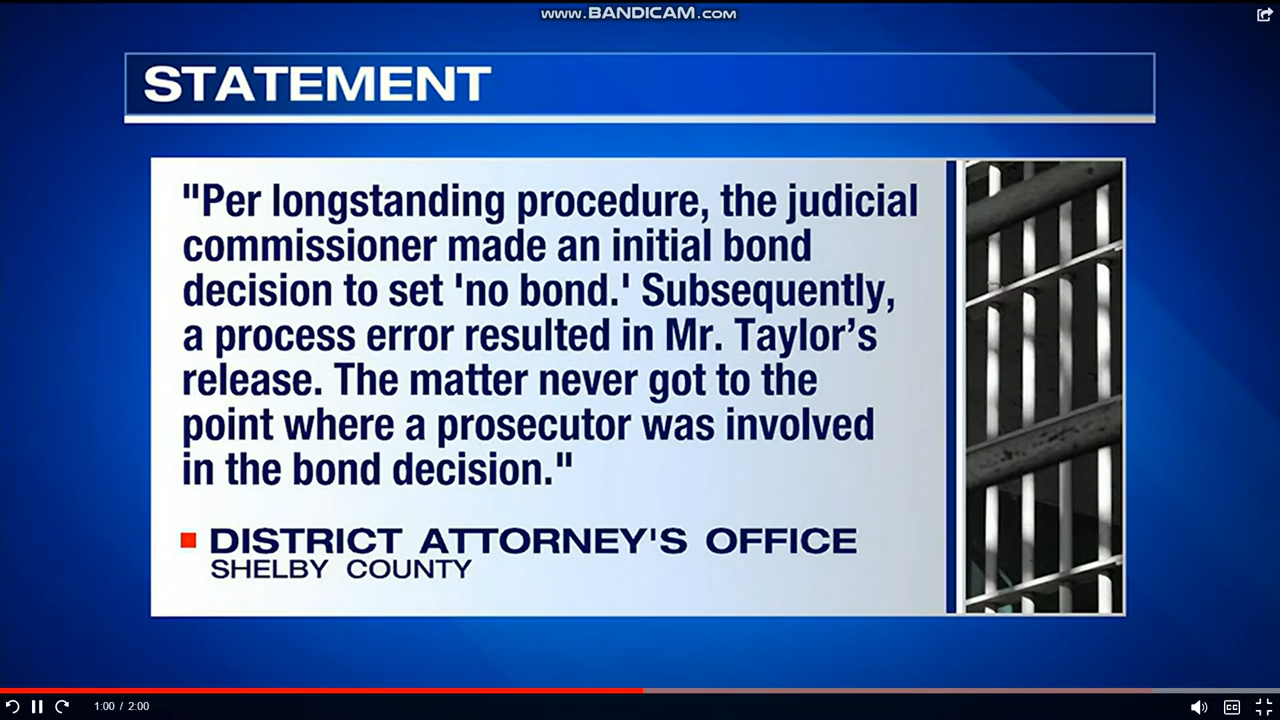 www.BANDICAM.com
STATEMENT
"Per longstanding procedure, the judicial
commissioner made an initial bond
decision to set 'no bond.' Subsequently,
a process error resulted in Mr. Taylor’s
release. The matter never got to the
point where a prosecutor was involved
in the bond decision."
DISTRICT ATTORNEY'S OFFICE
SHELBY COUNTY
1:00 / 2:00
CC